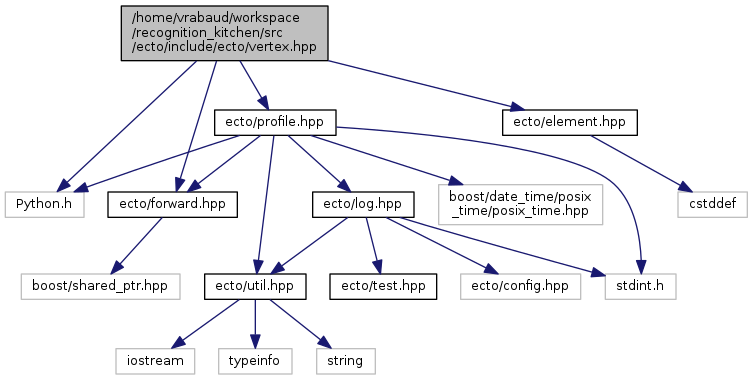 /home/vrabaud/workspace
/recognition_kitchen/src
/ecto/include/ecto/vertex.hpp
ecto/profile.hpp
ecto/element.hpp
Python.h
ecto/forward.hpp
ecto/log.hpp
boost/date_time/posix
_time/posix_time.hpp
cstddef
boost/shared_ptr.hpp
ecto/util.hpp
ecto/test.hpp
ecto/config.hpp
stdint.h
iostream
typeinfo
string